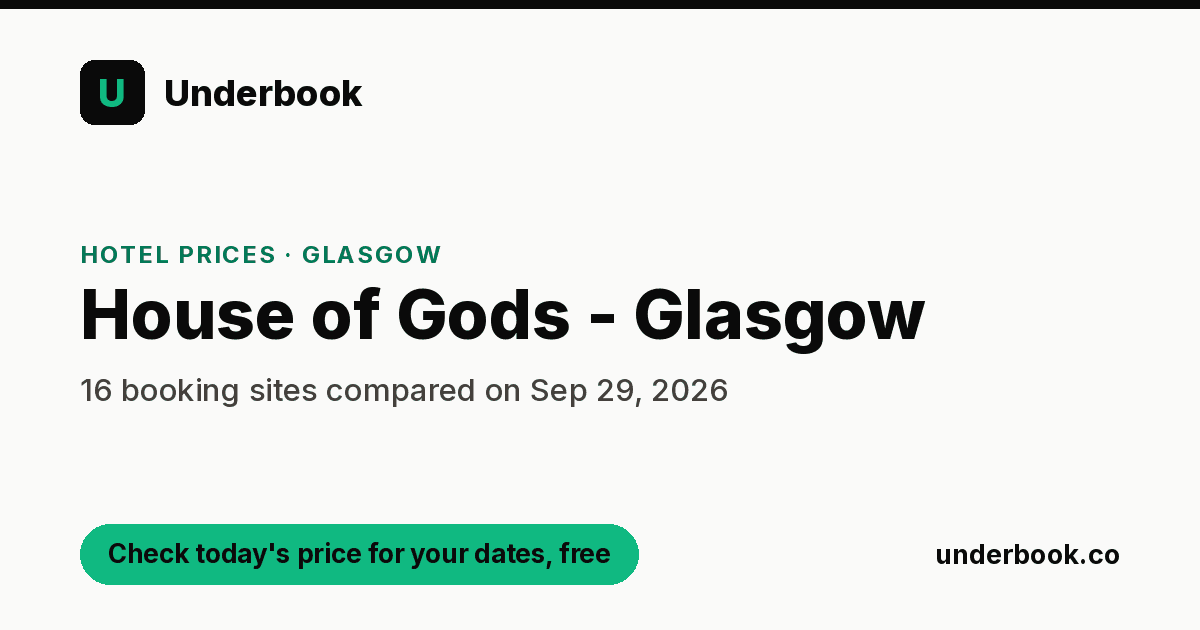 U Underbook
HOTEL PRICES · GLASGOW
House of Gods - Glasgow
16 booking sites compared on Sep 29, 2026
Check today's price for your dates, free
underbook.co